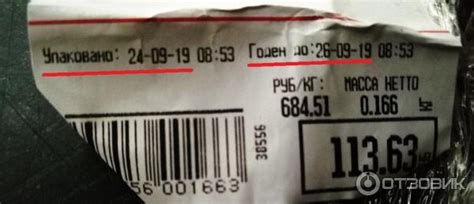 Упаковано: 24-09-19 08:53 Годен до: 26-09-19 08:53
РУБ/КГ: МАССА НЕТТО
684.51 0.166 кг
38556
113.63
56 001663
ОТЗОВИК